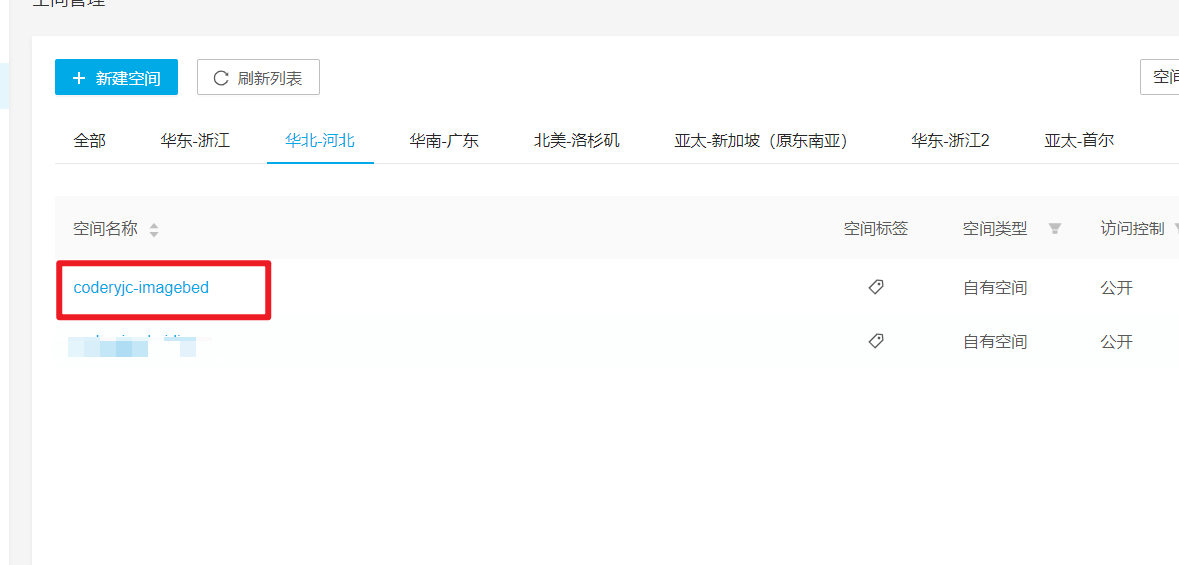 空间管理
新建空间 刷新列表 空间
全部 华东-浙江 华北-河北 华南-广东 北美-洛杉矶 亚太-新加坡（原东南亚） 华东-浙江2 亚太-首尔
空间名称 空间标签 空间类型 访问控制
coderyjc-imagebed 自有空间 公开
自有空间 公开